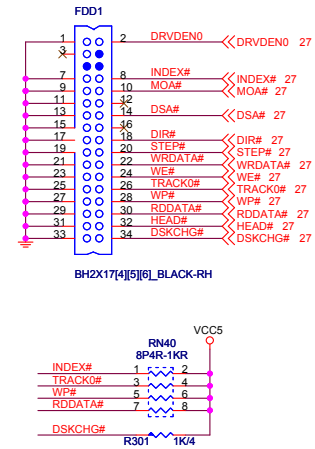 FDD1
1 2 DRVDEN0 DRVDEN0 27
3
7 8 INDEX# INDEX# 27
9 10 MOA# MOA# 27
11 12
13 14 DSA# DSA# 27
15 16
17 18 DIR# DIR# 27
19 20 STEP# STEP# 27
21 22 WRDATA# WRDATA# 27
23 24 WE# WE# 27
25 26 TRACK0# TRACK0# 27
27 28 WP# WP# 27
29 30 RDDATA# RDDATA# 27
31 32 HEAD# HEAD# 27
33 34 DSKCHG# DSKCHG# 27
BH2X17[4][5][6]_BLACK-RH
VCC5
RN40
8P4R-1KR
INDEX# 1 2
TRACK0# 3 4
WP# 5 6
RDDATA# 7 8
DSKCHG#
R301 1K/4